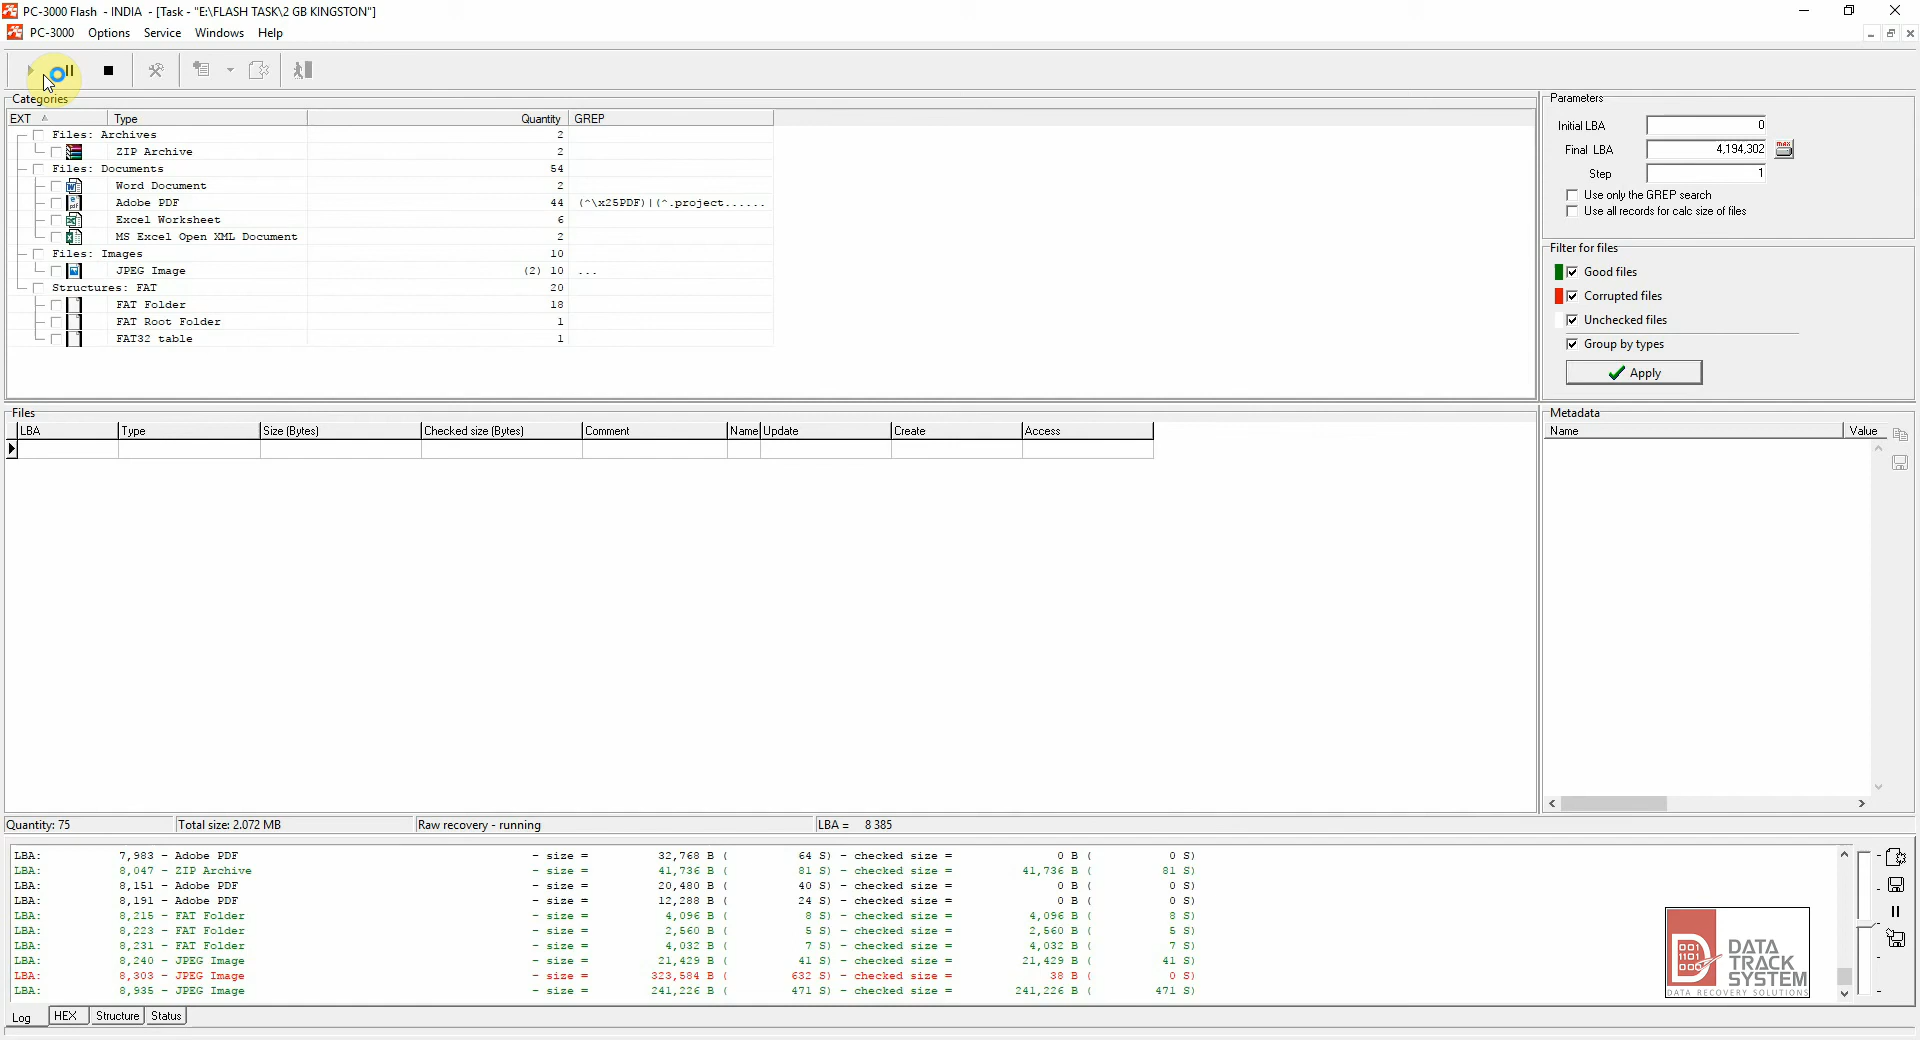 PC-3000 Flash - INDIA - [Task - "E:\FLASH TASK\2 GB KINGSTON"]
PC-3000 Options Service Windows Help
Categories
EXT Type Quantity GREP
Files: Archives 2
ZIP Archive 2
Files: Documents 54
Word Document 2
Adobe PDF 44 (^\x25PDF)|(^.project......
Excel Worksheet 6
MS Excel Open XML Document 2
Files: Images 10
JPEG Image (2) 10 ...
Structures: FAT 20
FAT Folder 18
FAT Root Folder 1
FAT32 table 1
Parameters
Initial LBA 0
Final LBA 4,194,302 max
Step 1
Use only the GREP search
Use all records for calc size of files
Filter for files
Good files
Corrupted files
Unchecked files
Group by types
Apply
Files
LBA Type Size (Bytes) Checked size (Bytes) Comment Name Update Create Access
Metadata
Name Value
Quantity: 75 Total size: 2.072 MB Raw recovery - running LBA = 8 385
LBA: 7,983 - Adobe PDF - size = 32,768 B ( 64 S) - checked size = 0 B ( 0 S)
LBA: 8,047 - ZIP Archive - size = 41,736 B ( 81 S) - checked size = 41,736 B ( 81 S)
LBA: 8,151 - Adobe PDF - size = 20,480 B ( 40 S) - checked size = 0 B ( 0 S)
LBA: 8,191 - Adobe PDF - size = 12,288 B ( 24 S) - checked size = 0 B ( 0 S)
LBA: 8,215 - FAT Folder - size = 4,096 B ( 8 S) - checked size = 4,096 B ( 8 S)
LBA: 8,223 - FAT Folder - size = 2,560 B ( 5 S) - checked size = 2,560 B ( 5 S)
LBA: 8,231 - FAT Folder - size = 4,032 B ( 7 S) - checked size = 4,032 B ( 7 S)
LBA: 8,240 - JPEG Image - size = 21,429 B ( 41 S) - checked size = 21,429 B ( 41 S)
LBA: 8,303 - JPEG Image - size = 323,584 B ( 632 S) - checked size = 38 B ( 0 S)
LBA: 8,935 - JPEG Image - size = 241,226 B ( 471 S) - checked size = 241,226 B ( 471 S)
DATA
TRACK
SYSTEM
DATA RECOVERY SOLUTIONS
Log HEX Structure Status